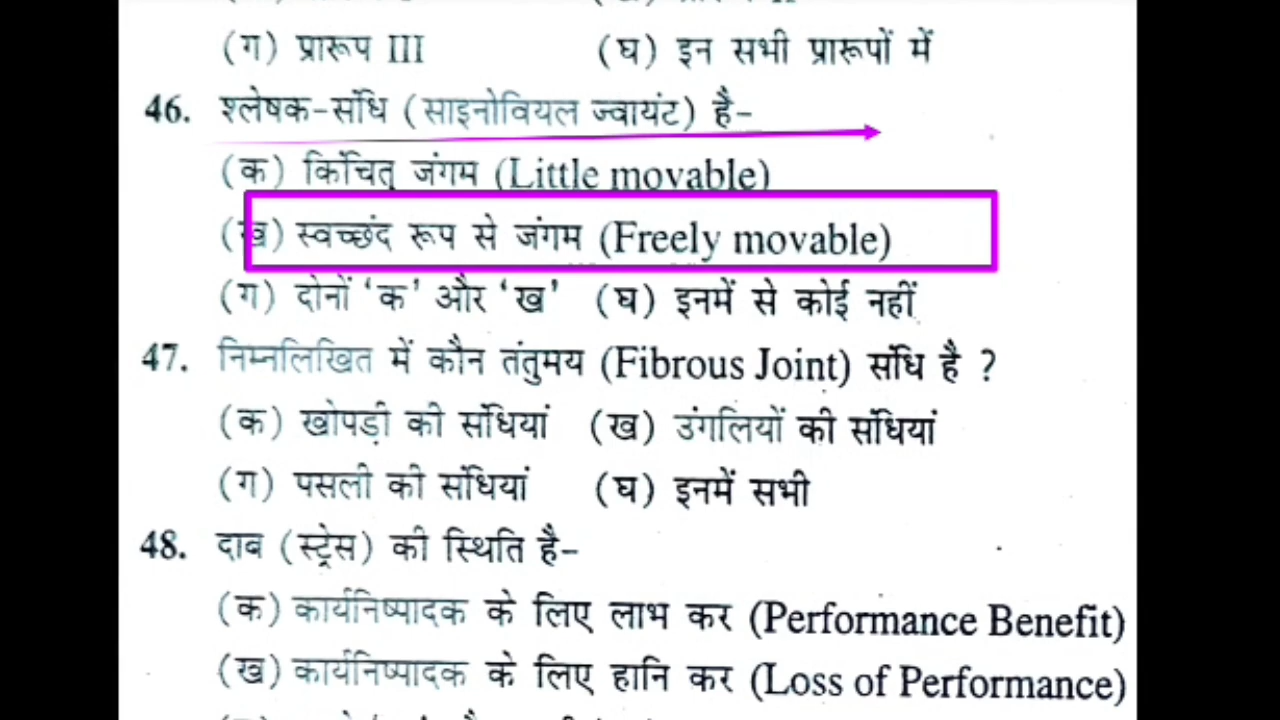 (ग) प्रारूप III (घ) इन सभी प्रारूपों में
46. श्लेषक-संधि (साइनोवियल ज्वायंट) है-
(क) किंचित् जंगम (Little movable)
(ख) स्वच्छंद रूप से जंगम (Freely movable)
(ग) दोनों ‘क’ और ‘ख’ (घ) इनमें से कोई नहीं
47. निम्नलिखित में कौन तंतुमय (Fibrous Joint) संधि है ?
(क) खोपड़ी की संधियां (ख) उंगलियों की संधियां
(ग) पसली की संधियां (घ) इनमें सभी
48. दाब (स्ट्रेस) की स्थिति है-
(क) कार्यनिष्पादक के लिए लाभ कर (Performance Benefit)
(ख) कार्यनिष्पादक के लिए हानि कर (Loss of Performance)